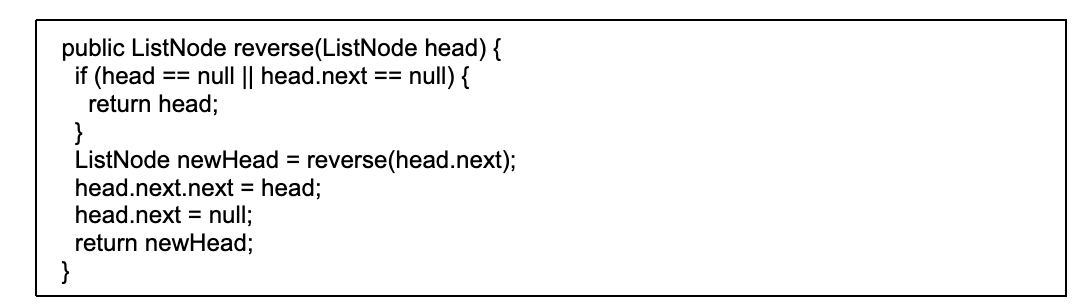 public ListNode reverse(ListNode head) {
if (head == null || head.next == null) {
return head;
}
ListNode newHead = reverse(head.next);
head.next.next = head;
head.next = null;
return newHead;
}